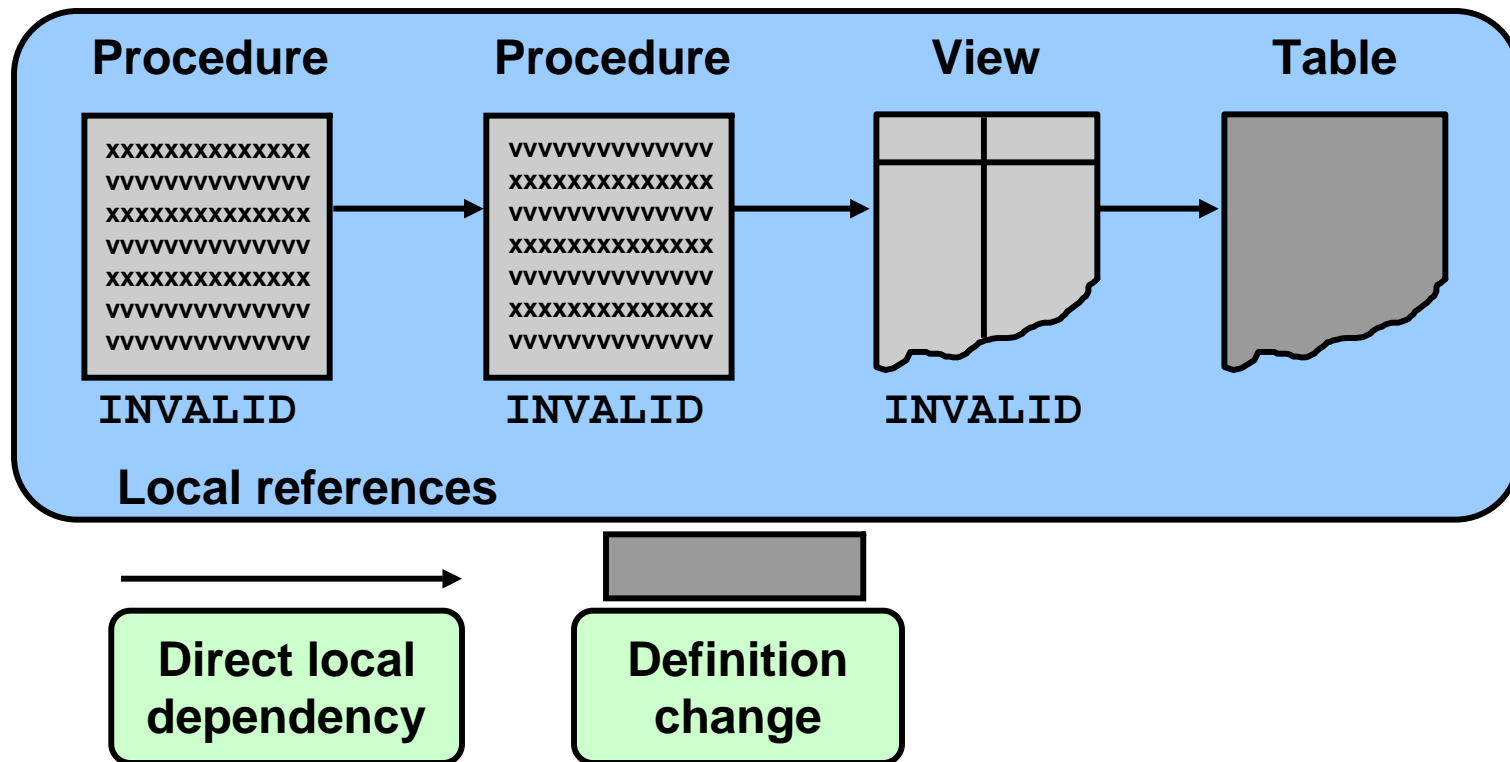 Procedure Procedure View Table
xxxxxxxxxxxxxx vvvvvvvvvvvvvv
vvvvvvvvvvvvvv xxxxxxxxxxxxxx
xxxxxxxxxxxxxx vvvvvvvvvvvvvv
vvvvvvvvvvvvvv xxxxxxxxxxxxxx
xxxxxxxxxxxxxx vvvvvvvvvvvvvv
vvvvvvvvvvvvvv xxxxxxxxxxxxxx
vvvvvvvvvvvvvv vvvvvvvvvvvvvv
INVALID INVALID INVALID
Local references
Direct local
dependency
Definition
change